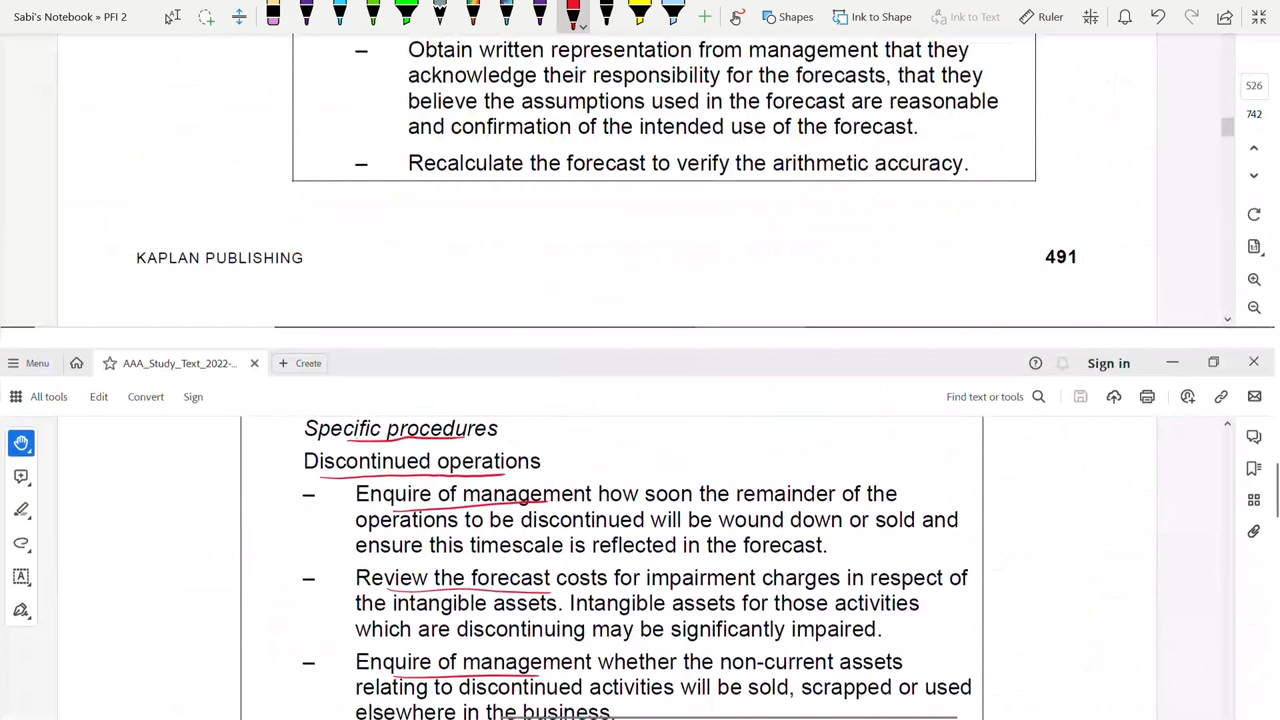 Sabi's Notebook » PFI 2
Shapes
Ink to Shape
Ink to Text
Ruler
– Obtain written representation from management that they
acknowledge their responsibility for the forecasts, that they
believe the assumptions used in the forecast are reasonable
and confirmation of the intended use of the forecast.
– Recalculate the forecast to verify the arithmetic accuracy.
526
742
KAPLAN PUBLISHING
491
Menu
AAA_Study_Text_2022-...
Create
Sign in
All tools
Edit
Convert
Sign
Find text or tools
Specific procedures
Discontinued operations
– Enquire of management how soon the remainder of the
operations to be discontinued will be wound down or sold and
ensure this timescale is reflected in the forecast.
– Review the forecast costs for impairment charges in respect of
the intangible assets. Intangible assets for those activities
which are discontinuing may be significantly impaired.
– Enquire of management whether the non-current assets
relating to discontinued activities will be sold, scrapped or used
elsewhere in the business.